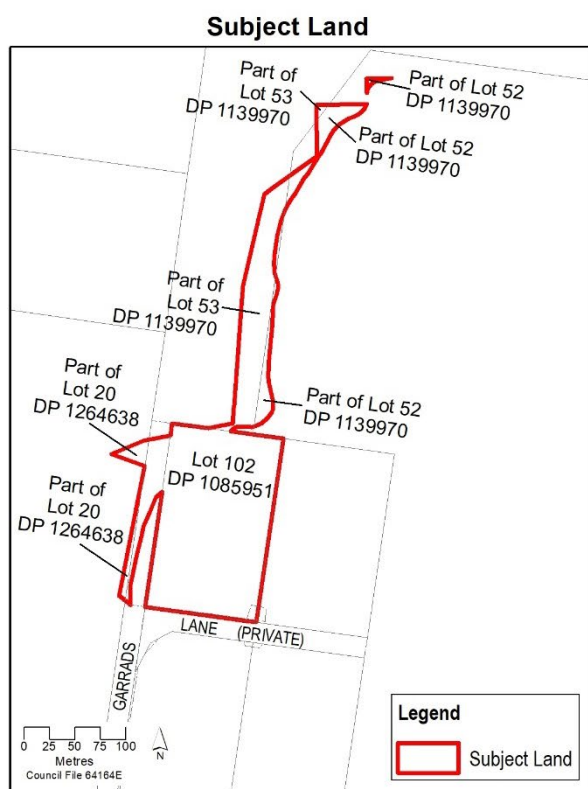 Subject Land
Part of
Lot 53
DP 1139970
Part of Lot 52
DP 1139970
Part of Lot 52
DP 1139970
Part of
Lot 53
DP 1139970
Part of
Lot 20
DP 1264638
Part of Lot 52
DP 1139970
Lot 102
DP 1085951
Part of
Lot 20
DP 1264638
LANE (PRIVATE)
GARRADS
0 25 50 75 100
Metres
Council File 64164E
N
Legend
Subject Land